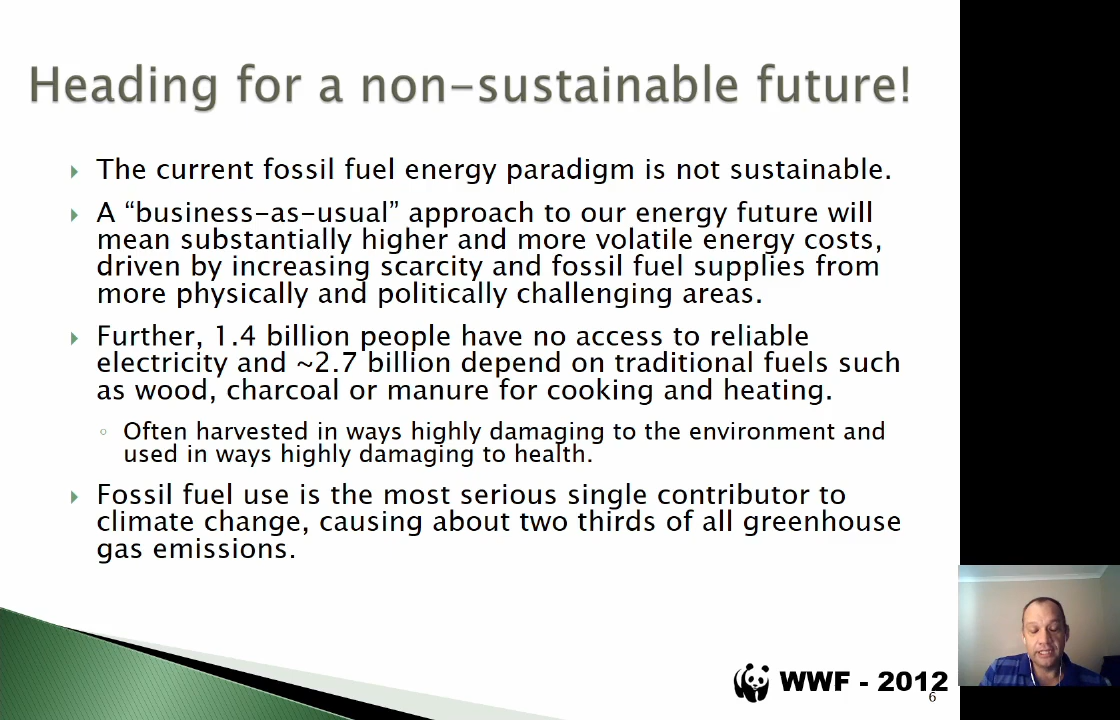 Heading for a non-sustainable future!
The current fossil fuel energy paradigm is not sustainable.
A “business-as-usual” approach to our energy future will
mean substantially higher and more volatile energy costs,
driven by increasing scarcity and fossil fuel supplies from
more physically and politically challenging areas.
Further, 1.4 billion people have no access to reliable
electricity and ~2.7 billion depend on traditional fuels such
as wood, charcoal or manure for cooking and heating.
Often harvested in ways highly damaging to the environment and
used in ways highly damaging to health.
Fossil fuel use is the most serious single contributor to
climate change, causing about two thirds of all greenhouse
gas emissions.
WWF - 2012
6